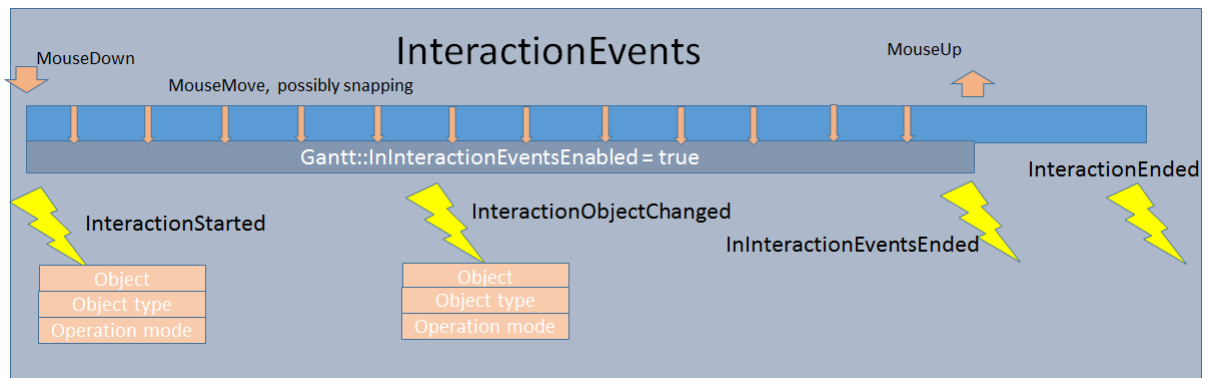 InteractionEvents
MouseDown
MouseUp
MouseMove, possibly snapping
Gantt::InInteractionEventsEnabled = true
InteractionEnded
InteractionStarted
InteractionObjectChanged
InInteractionEventsEnded
Object
Object type
Operation mode
Object
Object type
Operation mode